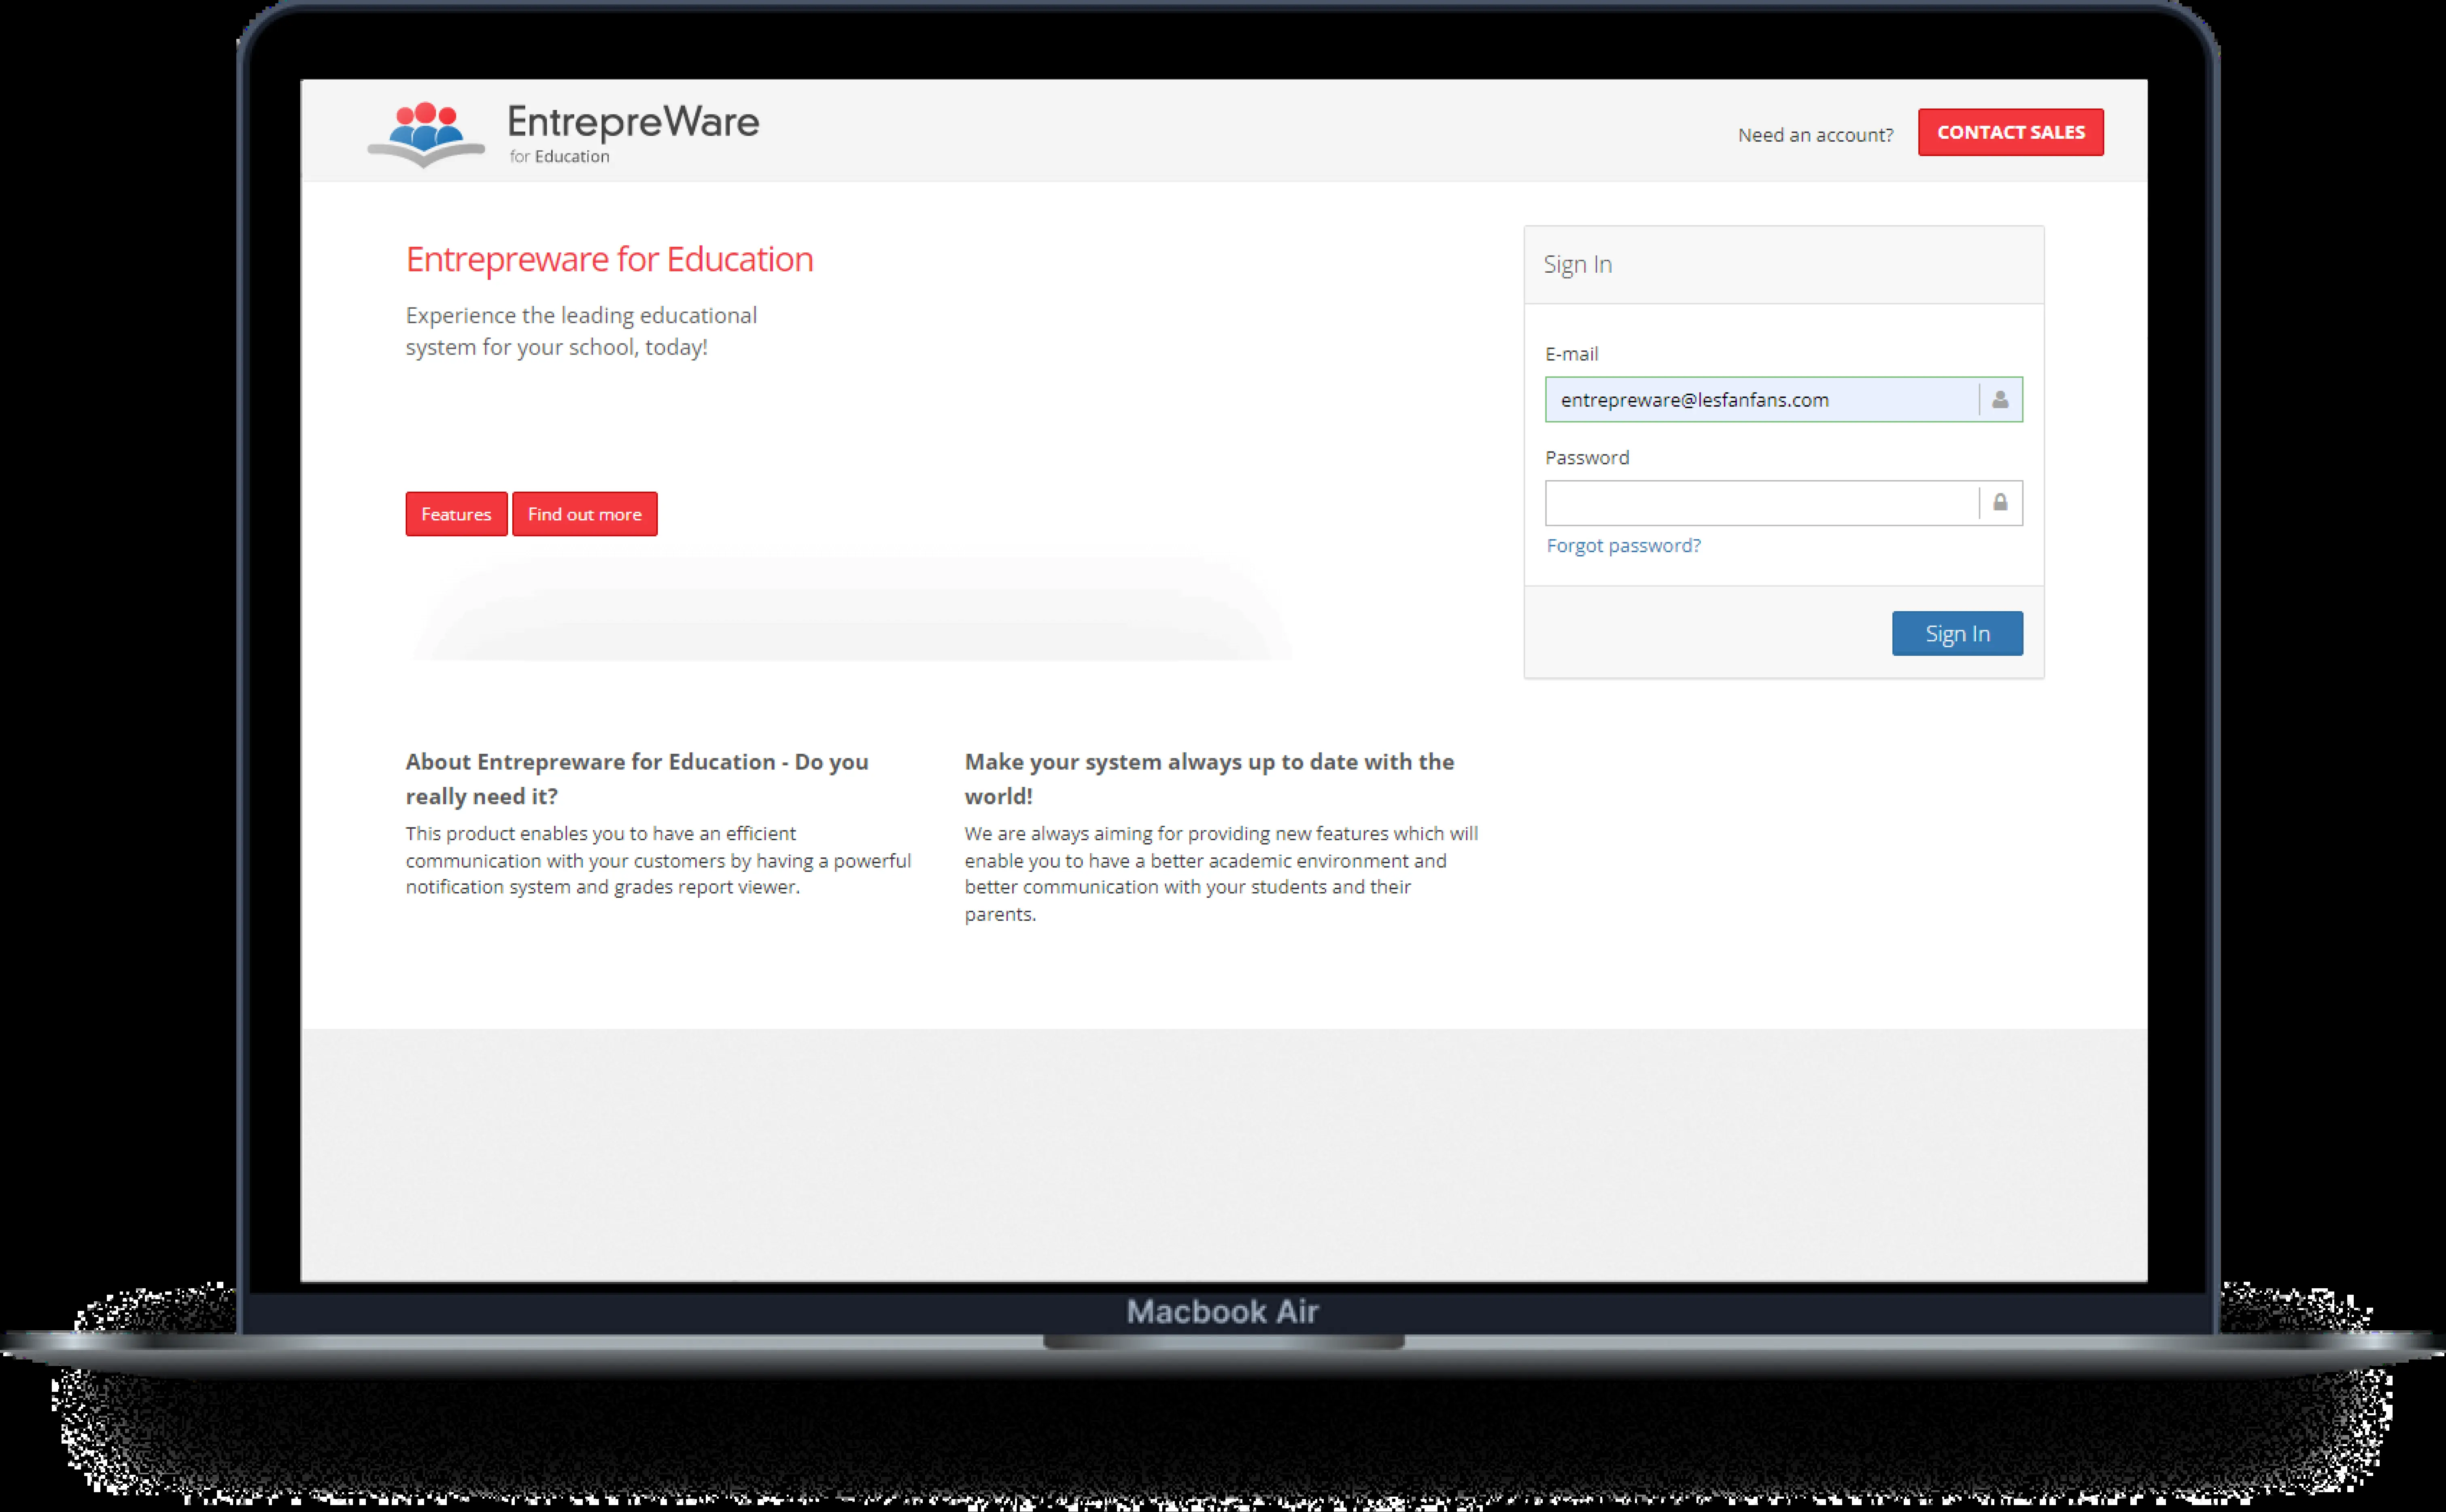 EntrepreWare
for Education
Need an account?
CONTACT SALES
Entrepreware for Education
Experience the leading educational
system for your school, today!
Features
Find out more
Sign In
E-mail
entrepreware@lesfanfans.com
Password
Forgot password?
Sign In
About Entrepreware for Education - Do you
really need it?
This product enables you to have an efficient
communication with your customers by having a powerful
notification system and grades report viewer.
Make your system always up to date with the
world!
We are always aiming for providing new features which will
enable you to have a better academic environment and
better communication with your students and their
parents.
Macbook Air